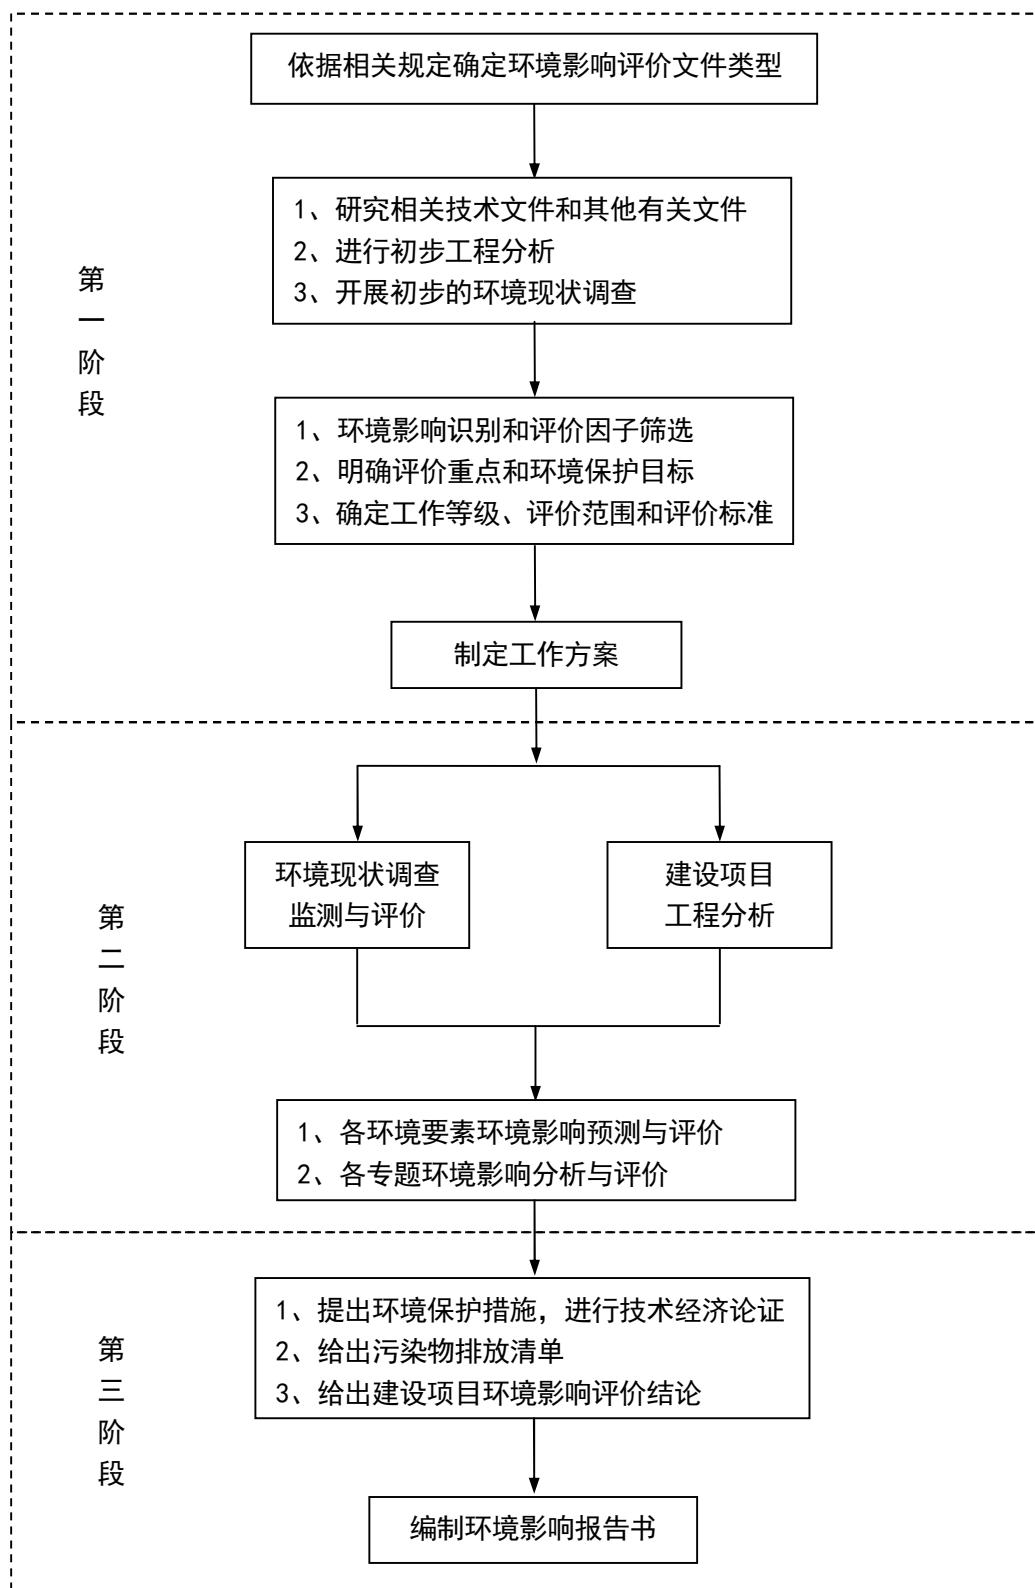 依据相关规定确定环境影响评价文件类型
1、研究相关技术文件和其他有关文件
2、进行初步工程分析
3、开展初步的环境现状调查
第
一
阶
段
1、环境影响识别和评价因子筛选
2、明确评价重点和环境保护目标
3、确定工作等级、评价范围和评价标准
制定工作方案
环境现状调查
监测与评价
建设项目
工程分析
第
二
阶
段
1、各环境要素环境影响预测与评价
2、各专题环境影响分析与评价
1、提出环境保护措施，进行技术经济论证
2、给出污染物排放清单
3、给出建设项目环境影响评价结论
第
三
阶
段
编制环境影响报告书